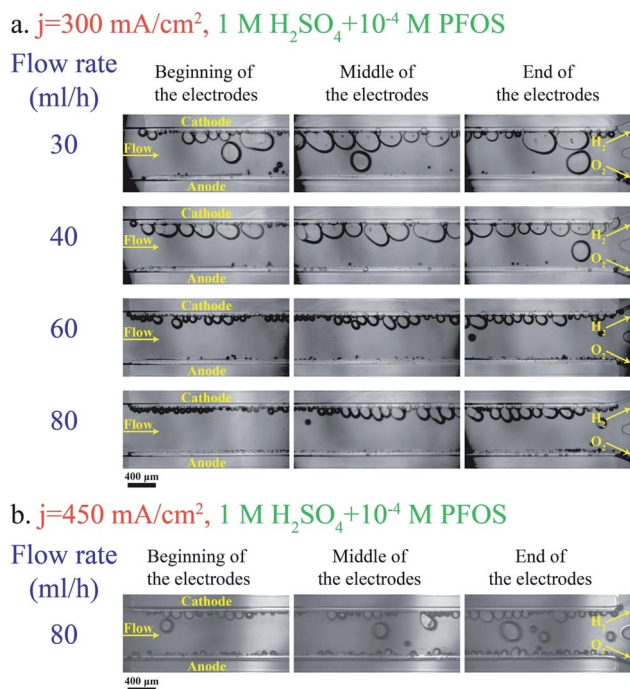 a. j=300 mA/cm², 1 M H₂SO₄+10⁻⁴ M PFOS
Flow rate
(ml/h)
Beginning of
the electrodes
Middle of
the electrodes
End of
the electrodes
30
Cathode
Flow
Anode
H₂
O₂
40
Cathode
Flow
Anode
H₂
O₂
60
Cathode
Flow
Anode
H₂
O₂
80
Cathode
Flow
Anode
H₂
O₂
400 µm
b. j=450 mA/cm², 1 M H₂SO₄+10⁻⁴ M PFOS
Flow rate
(ml/h)
Beginning of
the electrodes
Middle of
the electrodes
End of
the electrodes
80
Cathode
Flow
Anode
H₂
O₂
400 µm